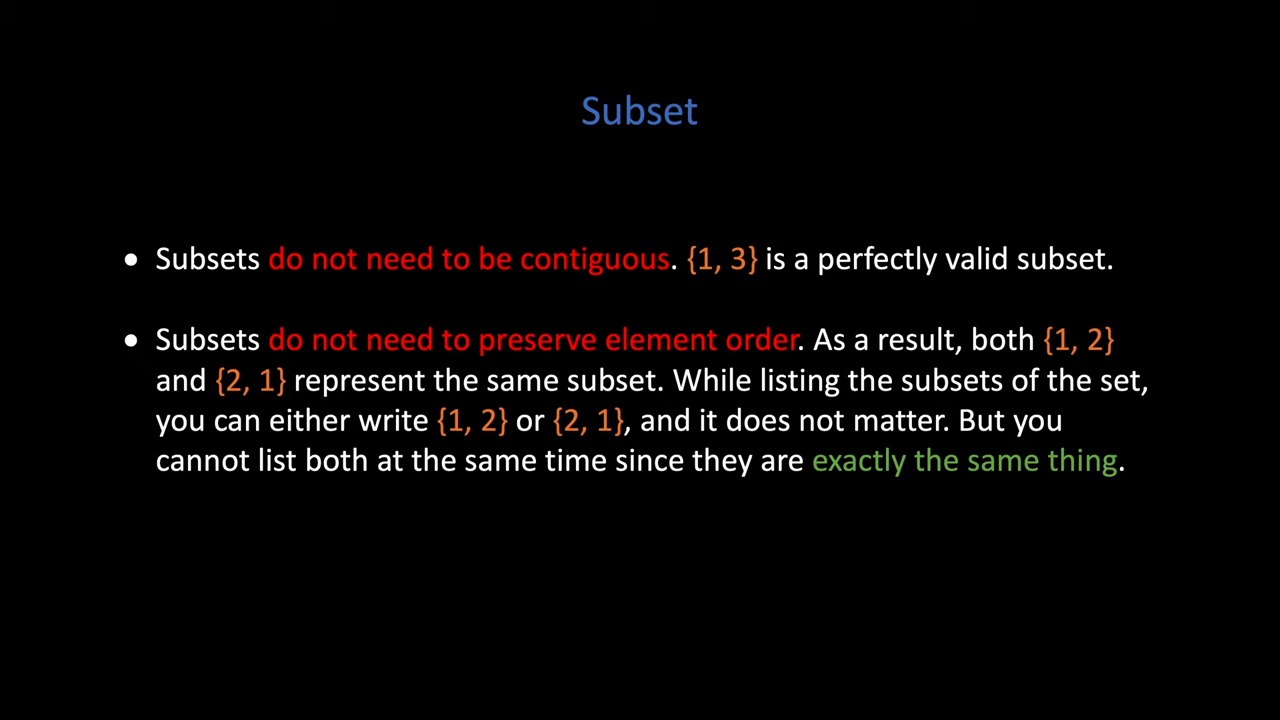 Subset
• Subsets do not need to be contiguous. {1, 3} is a perfectly valid subset.
• Subsets do not need to preserve element order. As a result, both {1, 2}
and {2, 1} represent the same subset. While listing the subsets of the set,
you can either write {1, 2} or {2, 1}, and it does not matter. But you
cannot list both at the same time since they are exactly the same thing.